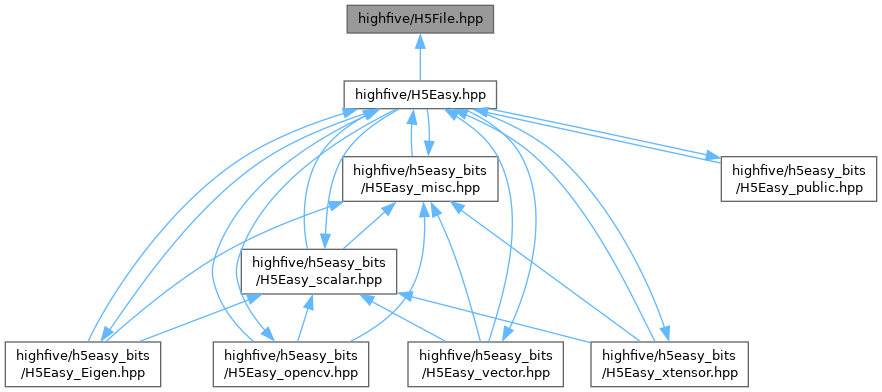 highfive/H5File.hpp
highfive/H5Easy.hpp
highfive/h5easy_bits
/H5Easy_misc.hpp
highfive/h5easy_bits
/H5Easy_public.hpp
highfive/h5easy_bits
/H5Easy_scalar.hpp
highfive/h5easy_bits
/H5Easy_Eigen.hpp
highfive/h5easy_bits
/H5Easy_opencv.hpp
highfive/h5easy_bits
/H5Easy_vector.hpp
highfive/h5easy_bits
/H5Easy_xtensor.hpp